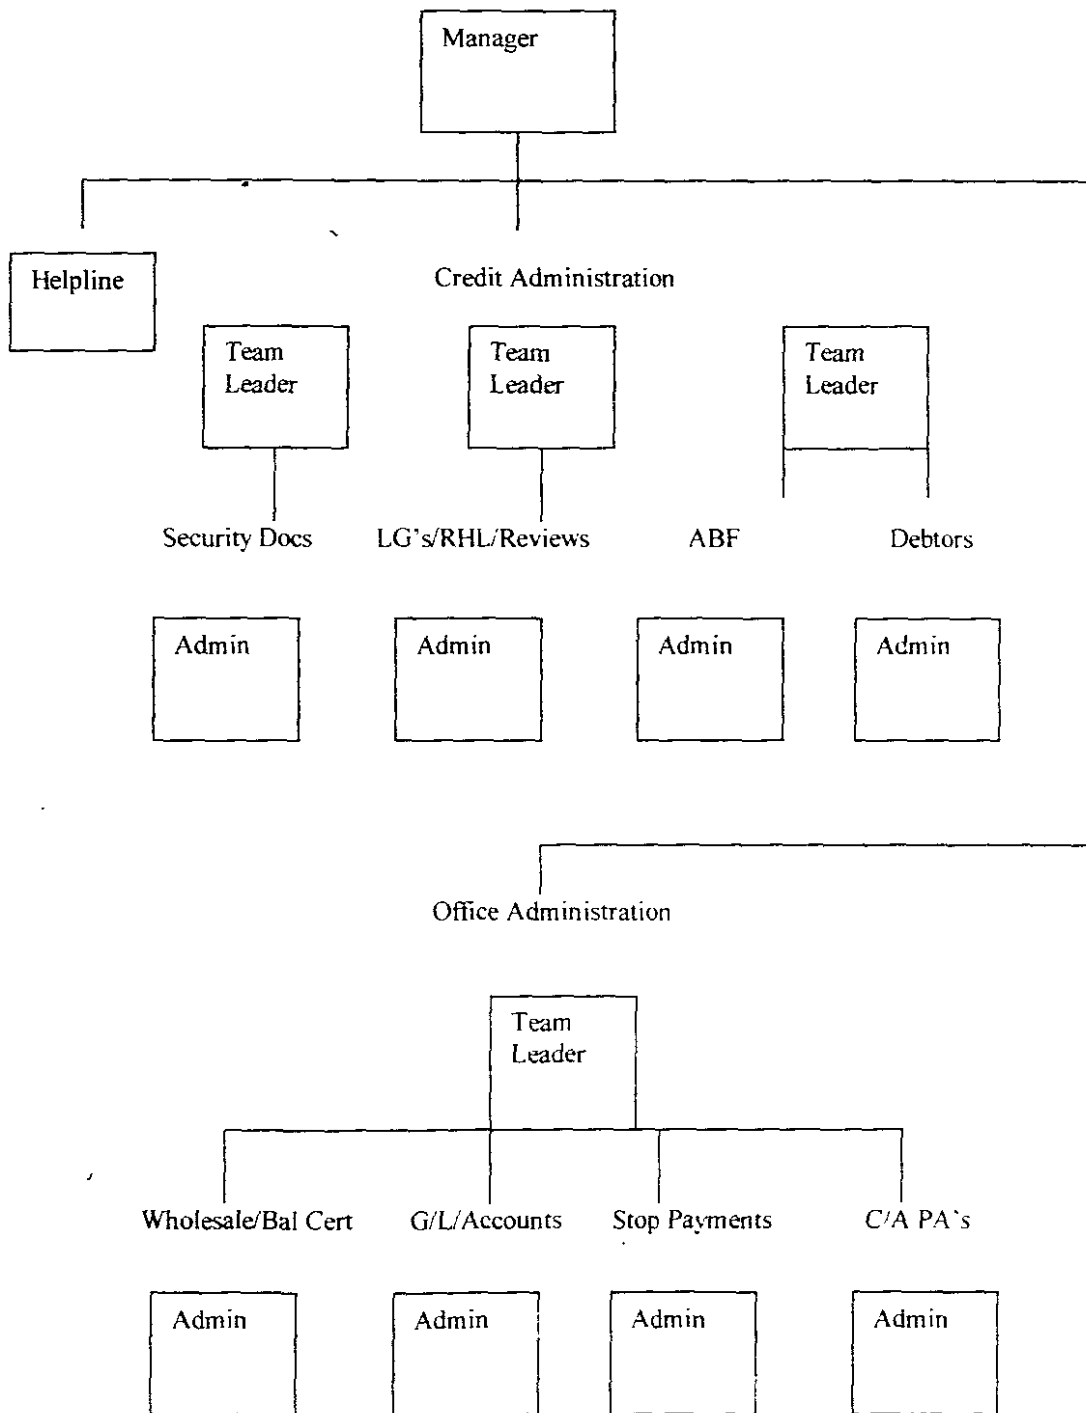 Manager
Helpline
Credit Administration
Team
Leader
Team
Leader
Team
Leader
Security Docs
LG's/RHL/Reviews
ABF
Debtors
Admin
Admin
Admin
Admin
Office Administration
Team
Leader
Wholesale/Bal Cert
G/L/Accounts
Stop Payments
C/A PA`s
Admin
Admin
Admin
Admin